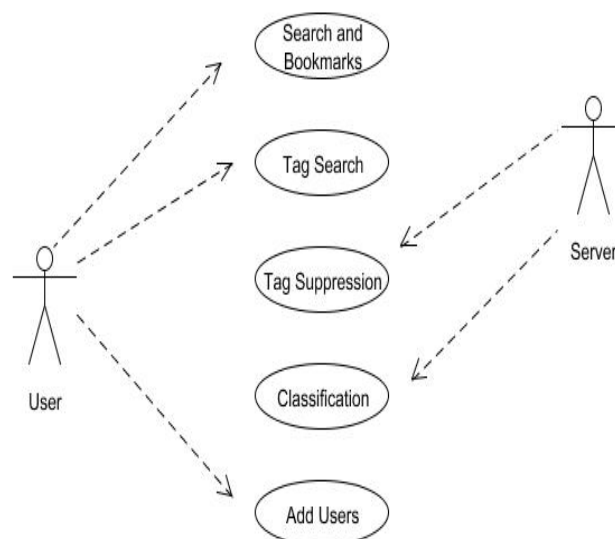 Search and
Bookmarks
Tag Search
Server
Tag Suppression
User
Classification
Add Users